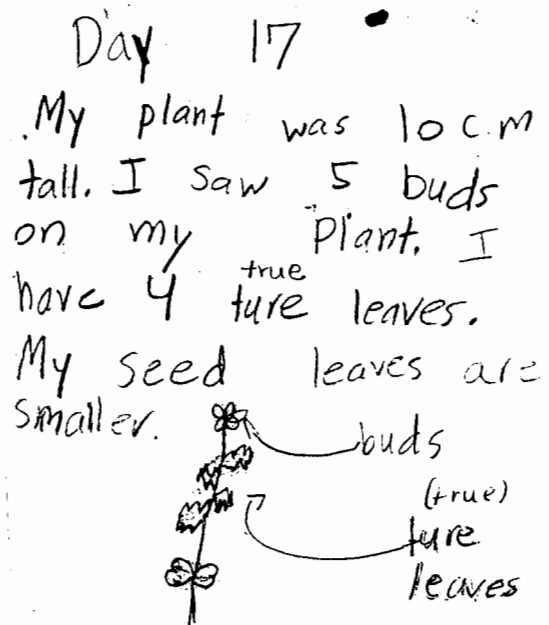 Day 17
My plant was 10 c.m
tall. I saw 5 buds
on my plant. I
true
have 4 ture leaves.
My seed leaves are
smaller.
buds
(true)
ture
leaves